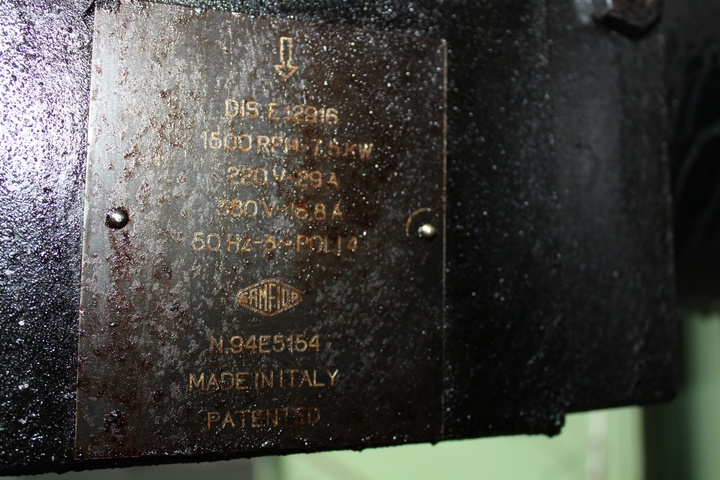 DIS E.12916
1500 RPM-7,5 KW
220 V-29 A
380 V-16,8 A
50 HZ-3~POLI 4
SAMFIOR
N.94E5154
MADE IN ITALY
PATENTED